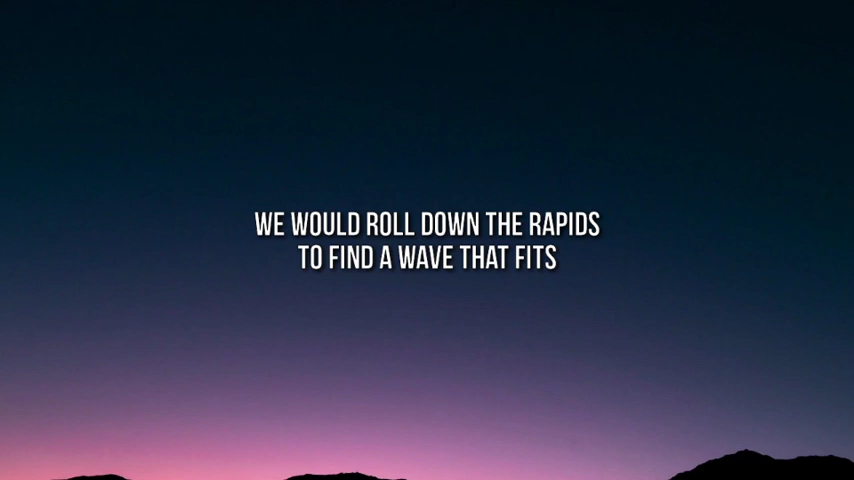 WE WOULD ROLL DOWN THE RAPIDS
TO FIND A WAVE THAT FITS